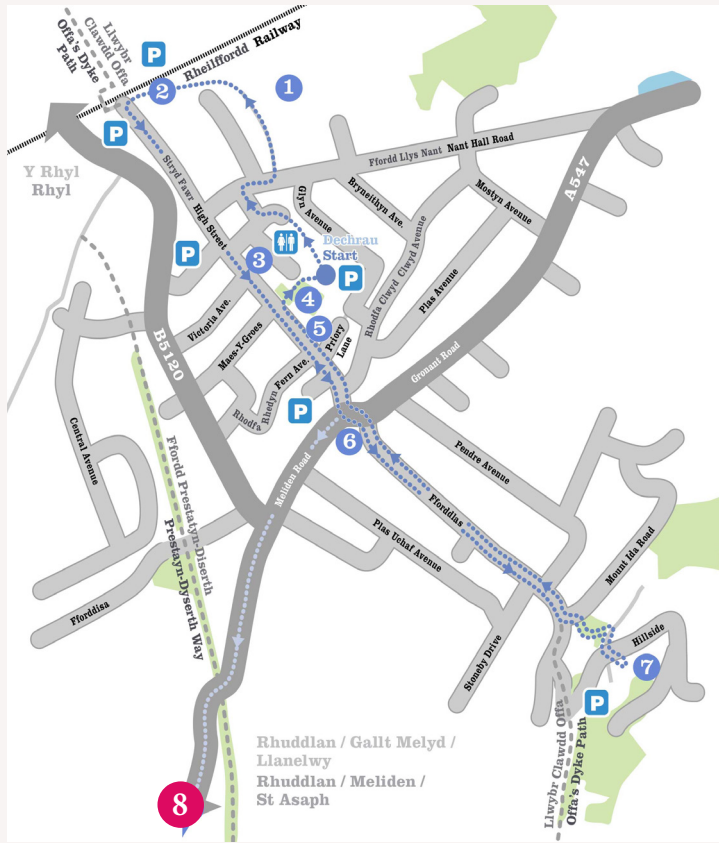 Llwybr
Clawdd Offa
Offa's Dyke
Path
P
Rheilffordd Railway
2
1
P
Y Rhyl
Rhyl
Stryd Fawr High Street
Ffordd Llys Nant Nant Hall Road
A547
Glyn
Avenue
Bryneithyn Ave.
Mostyn Avenue
Dechrau
Start
P
P
3
4
5
Rhodfa Clwyd Clwyd Avenue
Plas Avenue
Victoria Ave.
Maes-Y-Groes
Priory
Lane
Gronant Road
B5120
Rhodfa Rhedyn Fern Ave.
P
6
Central Avenue
Meliden Road
Pendre Avenue
Ffordd Prestatyn-Diserth
Prestayn-Dyserth Way
Fforddlas
Plas Uchaf Avenue
Mount Ida Road
Fforddisa
Stoneby Drive
Hillside
7
P
Llwybr Clawdd Offa
Offa's Dyke Path
Rhuddlan / Gallt Melyd /
Llanelwy
Rhuddlan / Meliden /
St Asaph
8